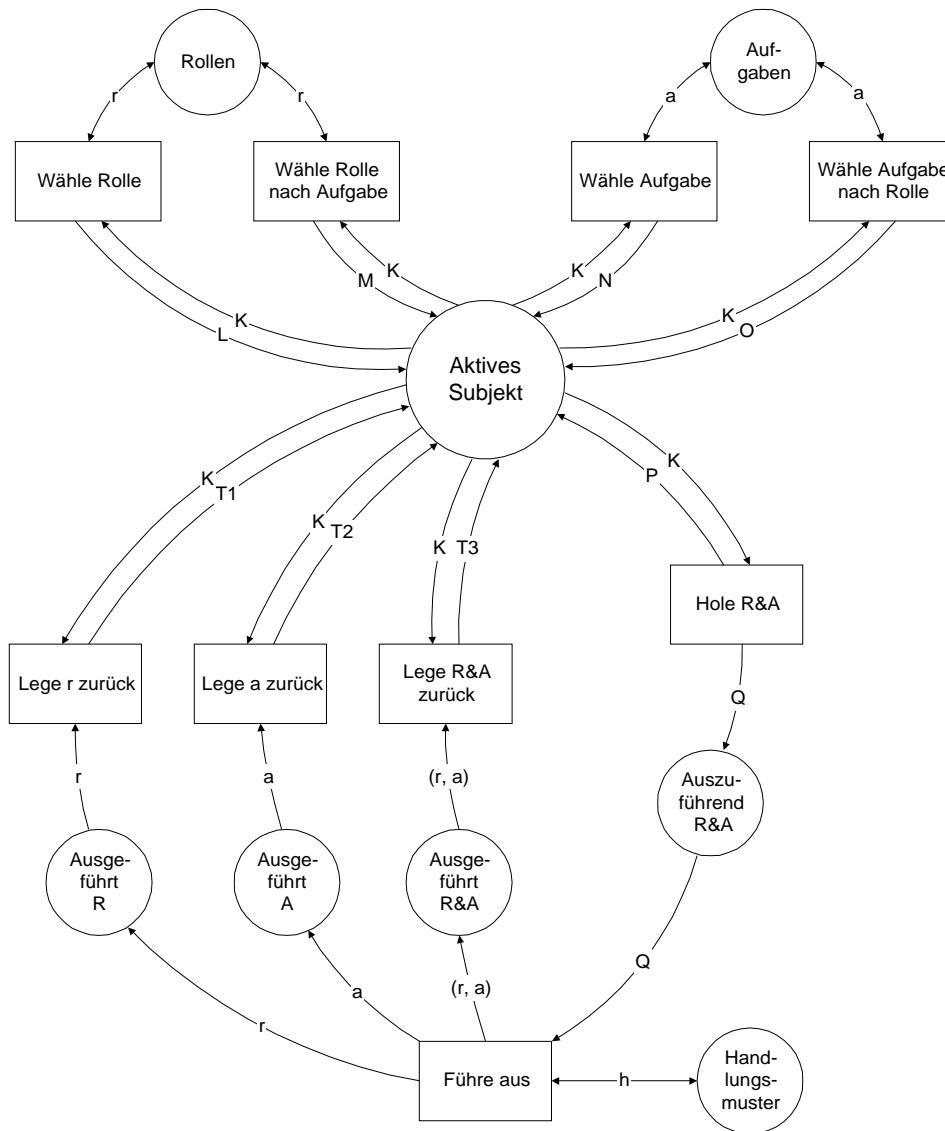 Rollen
Auf-
gaben
r
r
a
a
Wähle Rolle
Wähle Rolle
nach Aufgabe
Wähle Aufgabe
Wähle Aufgabe
nach Rolle
K
L
M
K
K
N
K
O
Aktives
Subjekt
K
T1
K
T2
K
T3
P
K
Hole R&A
Lege r zurück
Lege a zurück
Lege R&A
zurück
Q
r
a
(r, a)
Auszu-
führend
R&A
Ausge-
führt
R
Ausge-
führt
A
Ausge-
führt
R&A
Q
r
a
(r, a)
Führe aus
h
Hand-
lungs-
muster